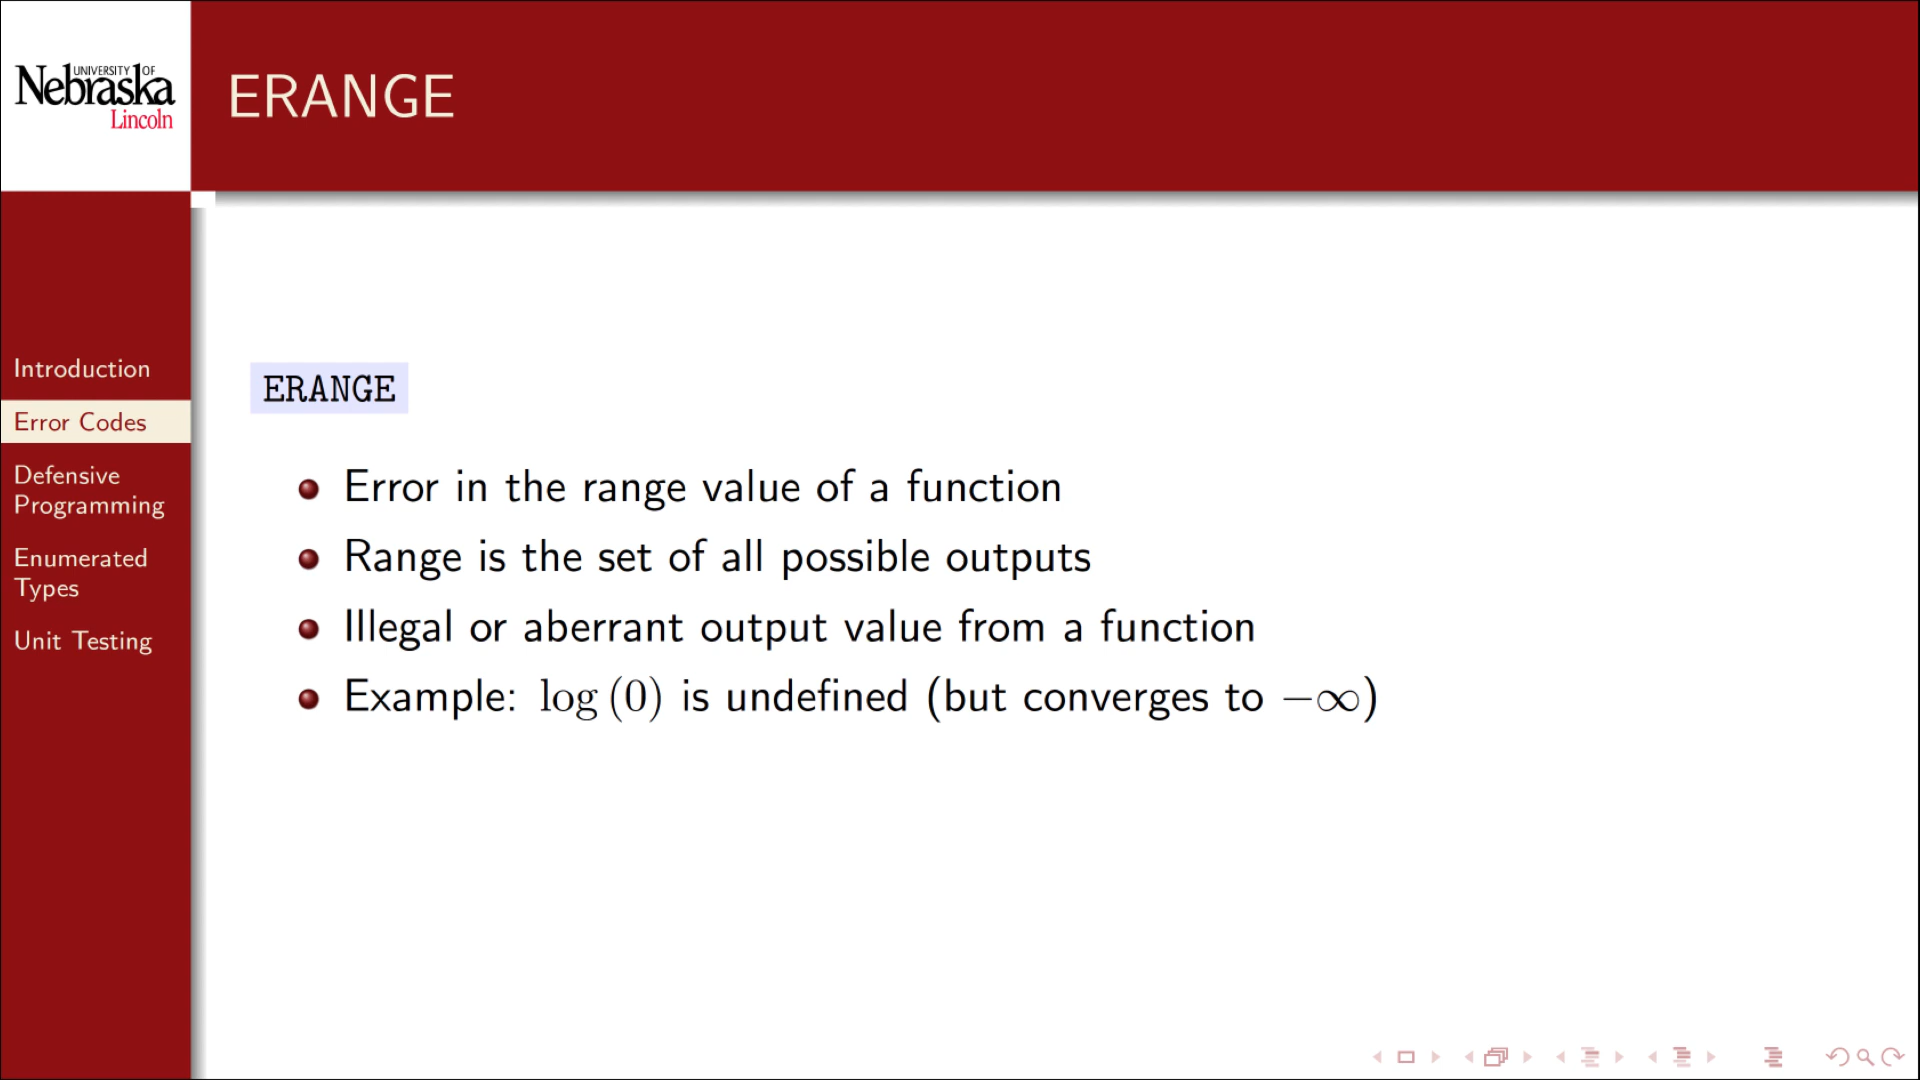 UNIVERSITY OF
Nebraska
Lincoln
ERANGE
Introduction
Error Codes
Defensive
Programming
Enumerated
Types
Unit Testing
ERANGE
Error in the range value of a function
Range is the set of all possible outputs
Illegal or aberrant output value from a function
Example: log (0) is undefined (but converges to −∞)